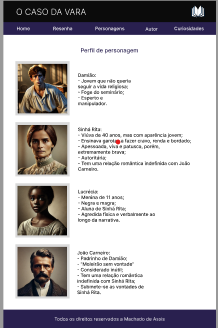 O CASO DA VARA
Home Resenha Personagens Autor Curiosidades
Perfil de personagem
Damião:
- Jovem que não queria
seguir a vida religiosa;
- Foge do seminário;
- Esperto e
manipulador.
Sinhá Rita:
- Viúva de 40 anos, mas com aparência jovem;
- Ensinava a fazer crivo, renda e bordado;
- Apessoada, viva e patusca, porém,
extremamente brava;
- Autoritária;
- Tem uma relação romântica indefinida com João
Carneiro.
Lucrécia:
- Menina de 11 anos;
- Negra e magra;
- Aluna de Sinhá Rita;
- Agredida física e verbalmente ao
longo da narrativa.
João Carneiro:
- Padrinho de Damião;
- "Moleirão sem vontade"
- Considerado inútil;
- Tem uma relação romântica
indefinida com Sinhá Rita;
- Submete-se as vontades de
Sinhá Rita.
Todos os direitos reservados a Machado de Assis